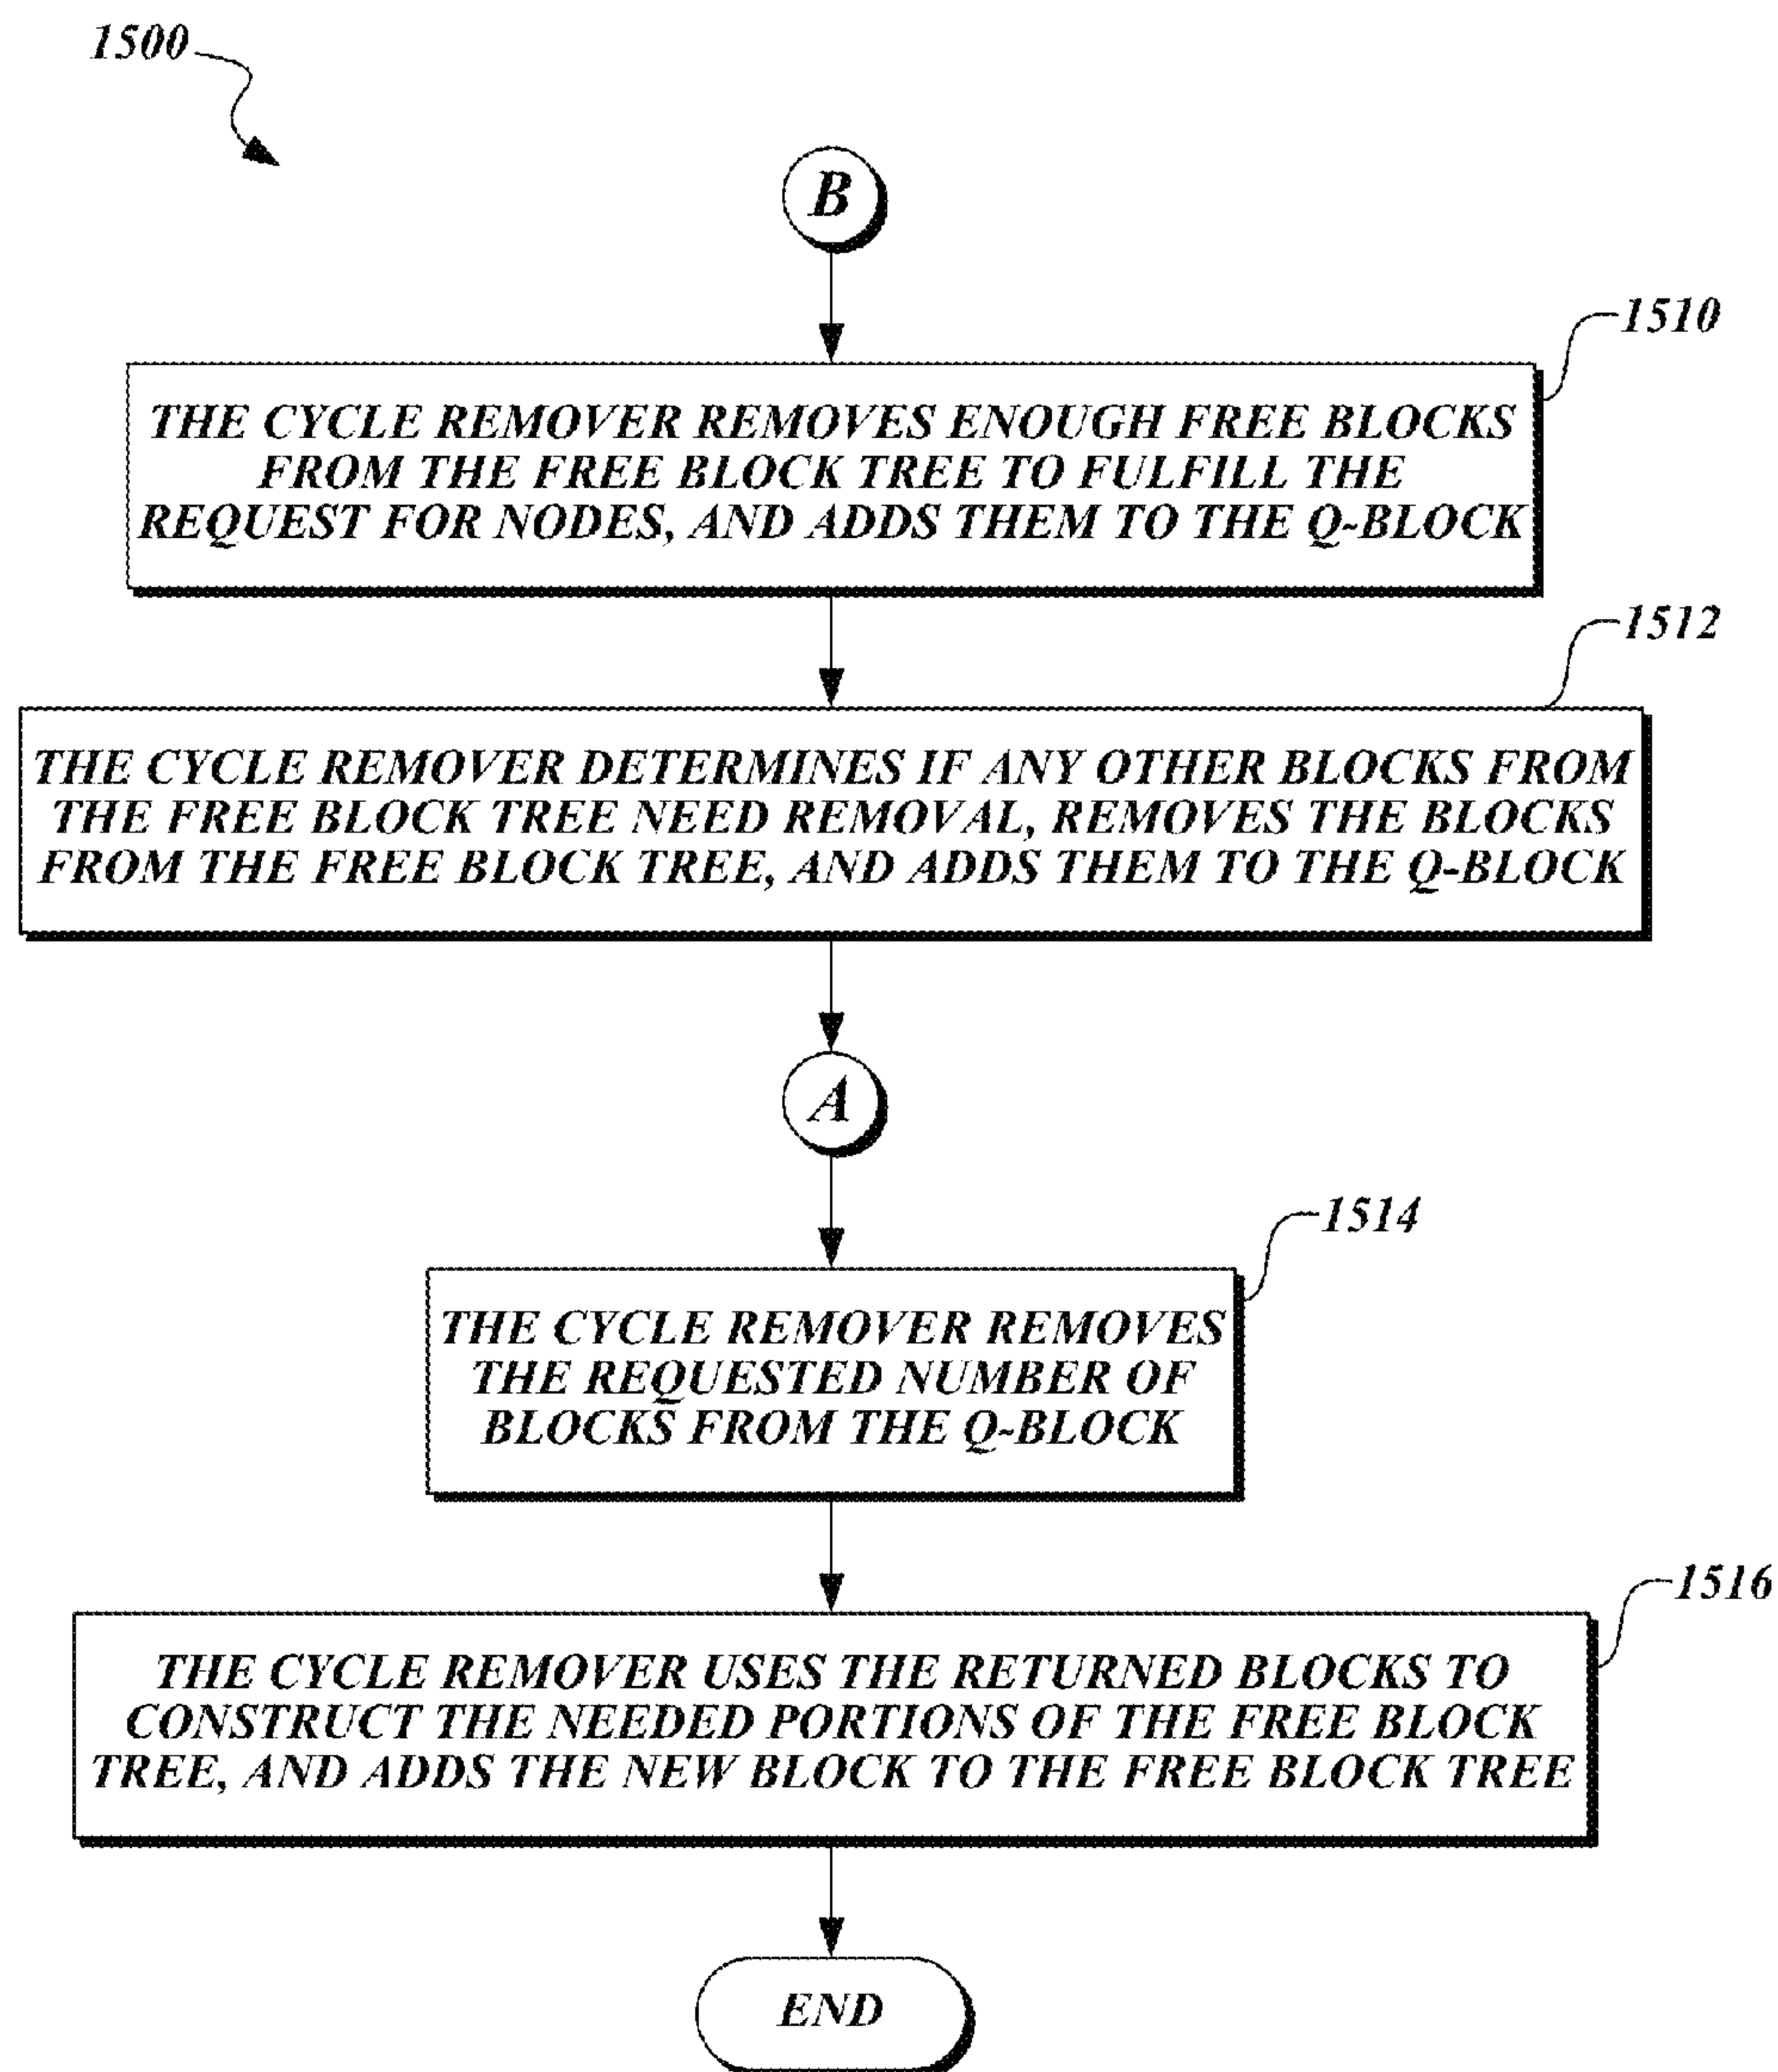 1500
B
1510
THE CYCLE REMOVER REMOVES ENOUGH FREE BLOCKS
FROM THE FREE BLOCK TREE TO FULFILL THE
REQUEST FOR NODES, AND ADDS THEM TO THE Q-BLOCK
1512
THE CYCLE REMOVER DETERMINES IF ANY OTHER BLOCKS FROM
THE FREE BLOCK TREE NEED REMOVAL, REMOVES THE BLOCKS
FROM THE FREE BLOCK TREE, AND ADDS THEM TO THE Q-BLOCK
A
1514
THE CYCLE REMOVER REMOVES
THE REQUESTED NUMBER OF
BLOCKS FROM THE Q-BLOCK
1516
THE CYCLE REMOVER USES THE RETURNED BLOCKS TO
CONSTRUCT THE NEEDED PORTIONS OF THE FREE BLOCK
TREE, AND ADDS THE NEW BLOCK TO THE FREE BLOCK TREE
END